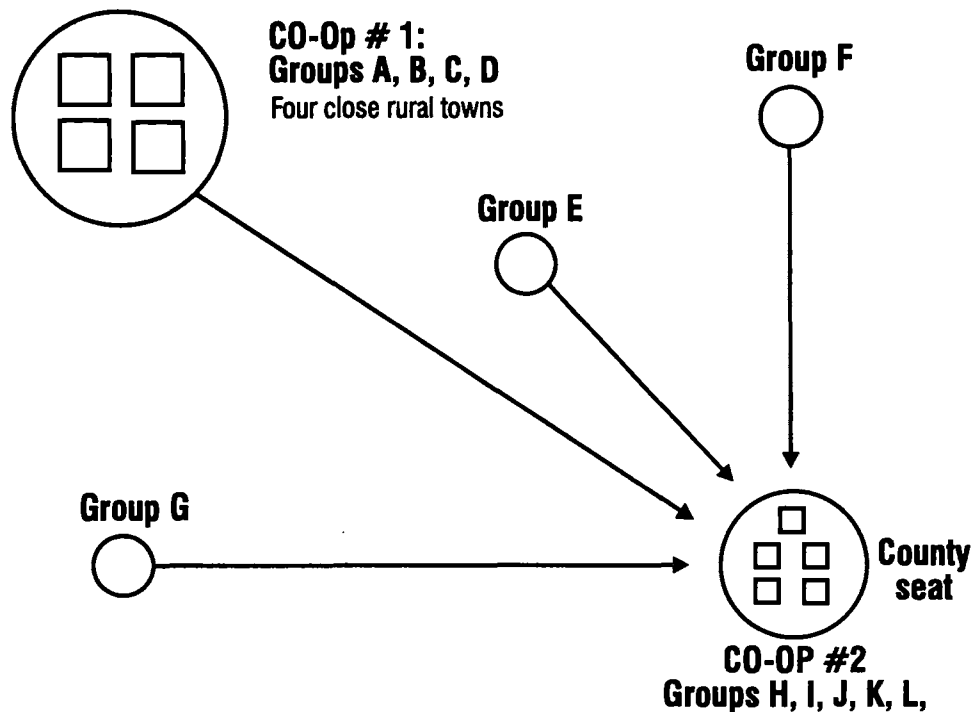 CO-Op # 1:
Groups A, B, C, D
Four close rural towns
Group F
Group E
Group G
County
seat
CO-OP #2
Groups H, I, J, K, L,